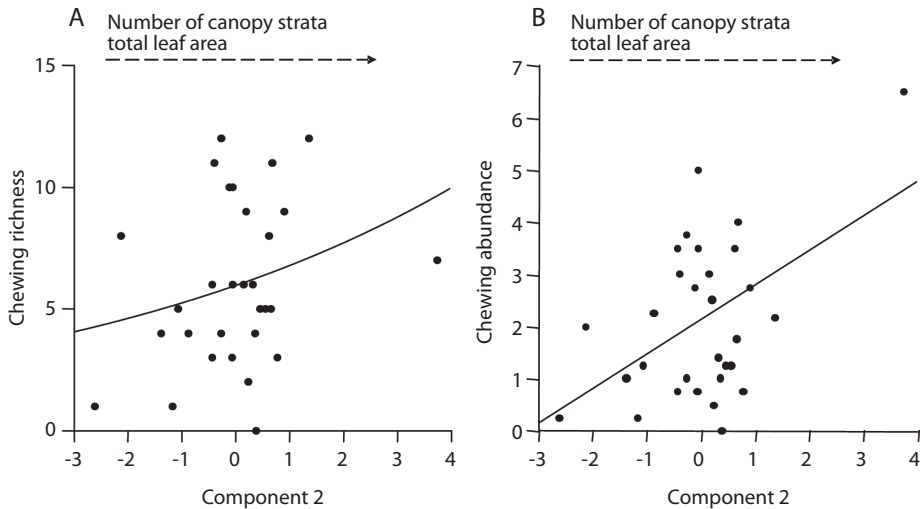 A
Number of canopy strata
total leaf area
15
10
5
0
Chewing richness
-3 -2 -1 0 1 2 3 4
Component 2
B
Number of canopy strata
total leaf area
7
6
5
4
3
2
1
0
Chewing abundance
-3 -2 -1 0 1 2 3 4
Component 2